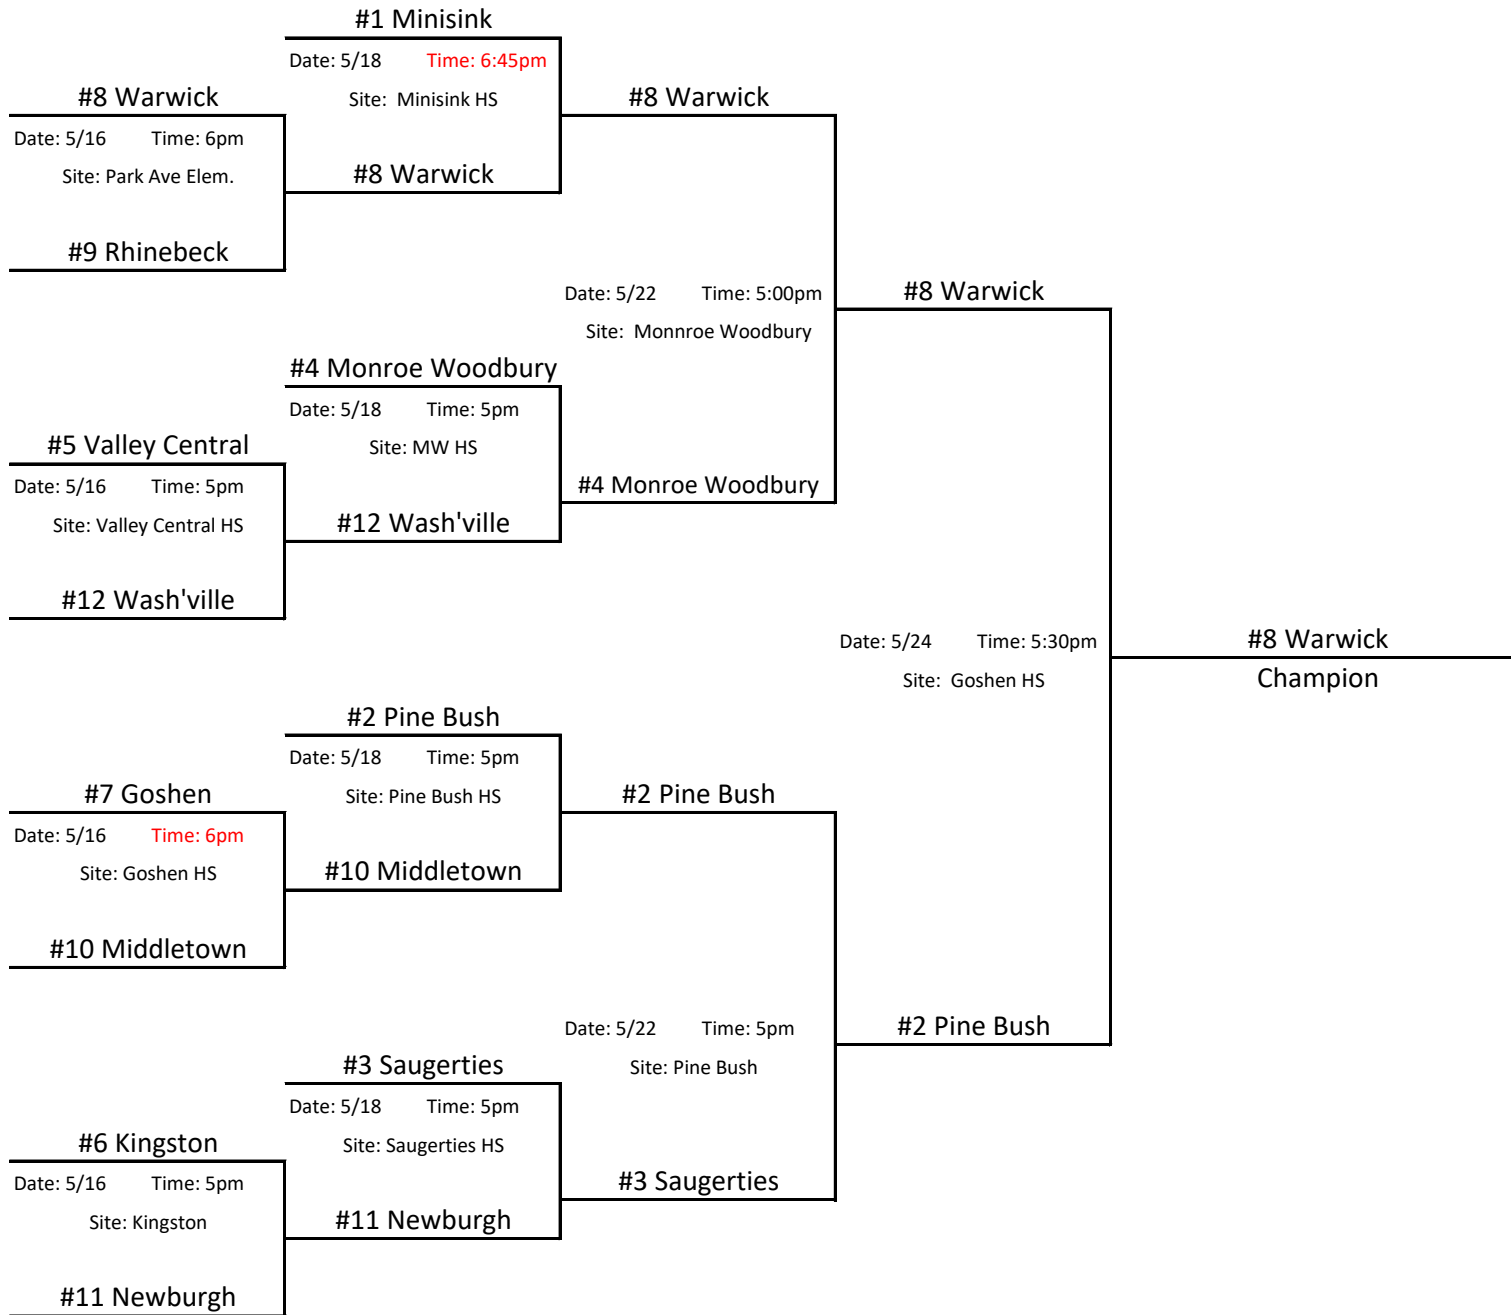 #1 Minisink
Date: 5/18 Time: 6:45pm
#8 Warwick
Site: Minisink HS
#8 Warwick
Date: 5/16 Time: 6pm
Site: Park Ave Elem.
#8 Warwick
#9 Rhinebeck
Date: 5/22 Time: 5:00pm
#8 Warwick
Site: Monnroe Woodbury
#4 Monroe Woodbury
Date: 5/18 Time: 5pm
#5 Valley Central
Site: MW HS
Date: 5/16 Time: 5pm
#4 Monroe Woodbury
Site: Valley Central HS
#12 Wash'ville
#12 Wash'ville
Date: 5/24 Time: 5:30pm
#8 Warwick
Site: Goshen HS
Champion
#2 Pine Bush
Date: 5/18 Time: 5pm
#7 Goshen
Site: Pine Bush HS
#2 Pine Bush
Date: 5/16 Time: 6pm
Site: Goshen HS
#10 Middletown
#10 Middletown
Date: 5/22 Time: 5pm
#2 Pine Bush
#3 Saugerties
Site: Pine Bush
Date: 5/18 Time: 5pm
#6 Kingston
Site: Saugerties HS
Date: 5/16 Time: 5pm
#3 Saugerties
Site: Kingston
#11 Newburgh
#11 Newburgh